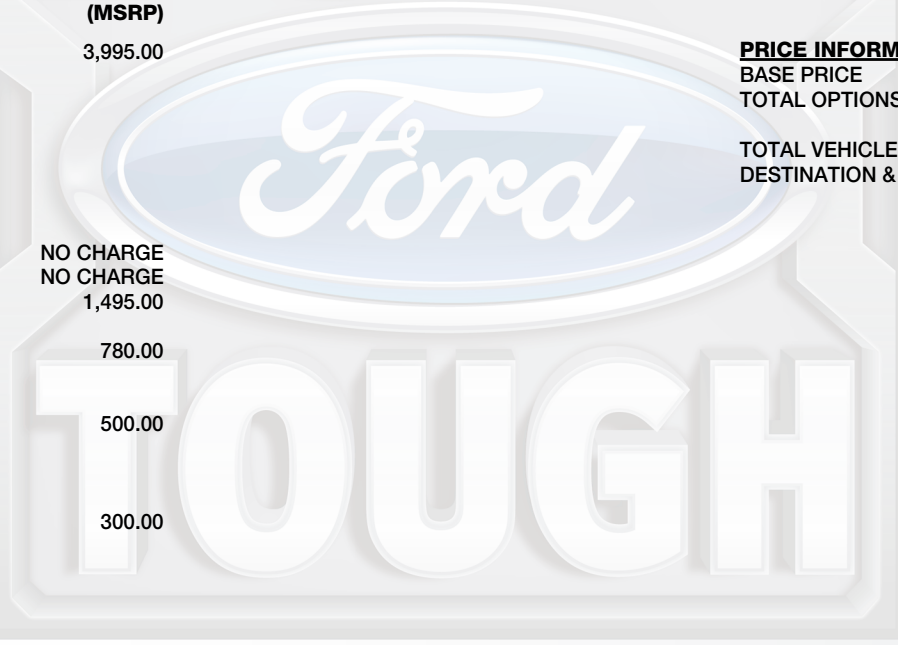 (MSRP)
3,995.00
NO CHARGE
NO CHARGE
1,495.00
780.00
500.00
300.00
PRICE INFORM
BASE PRICE
TOTAL OPTIONS
TOTAL VEHICLE
DESTINATION &
Ford
TOUGH